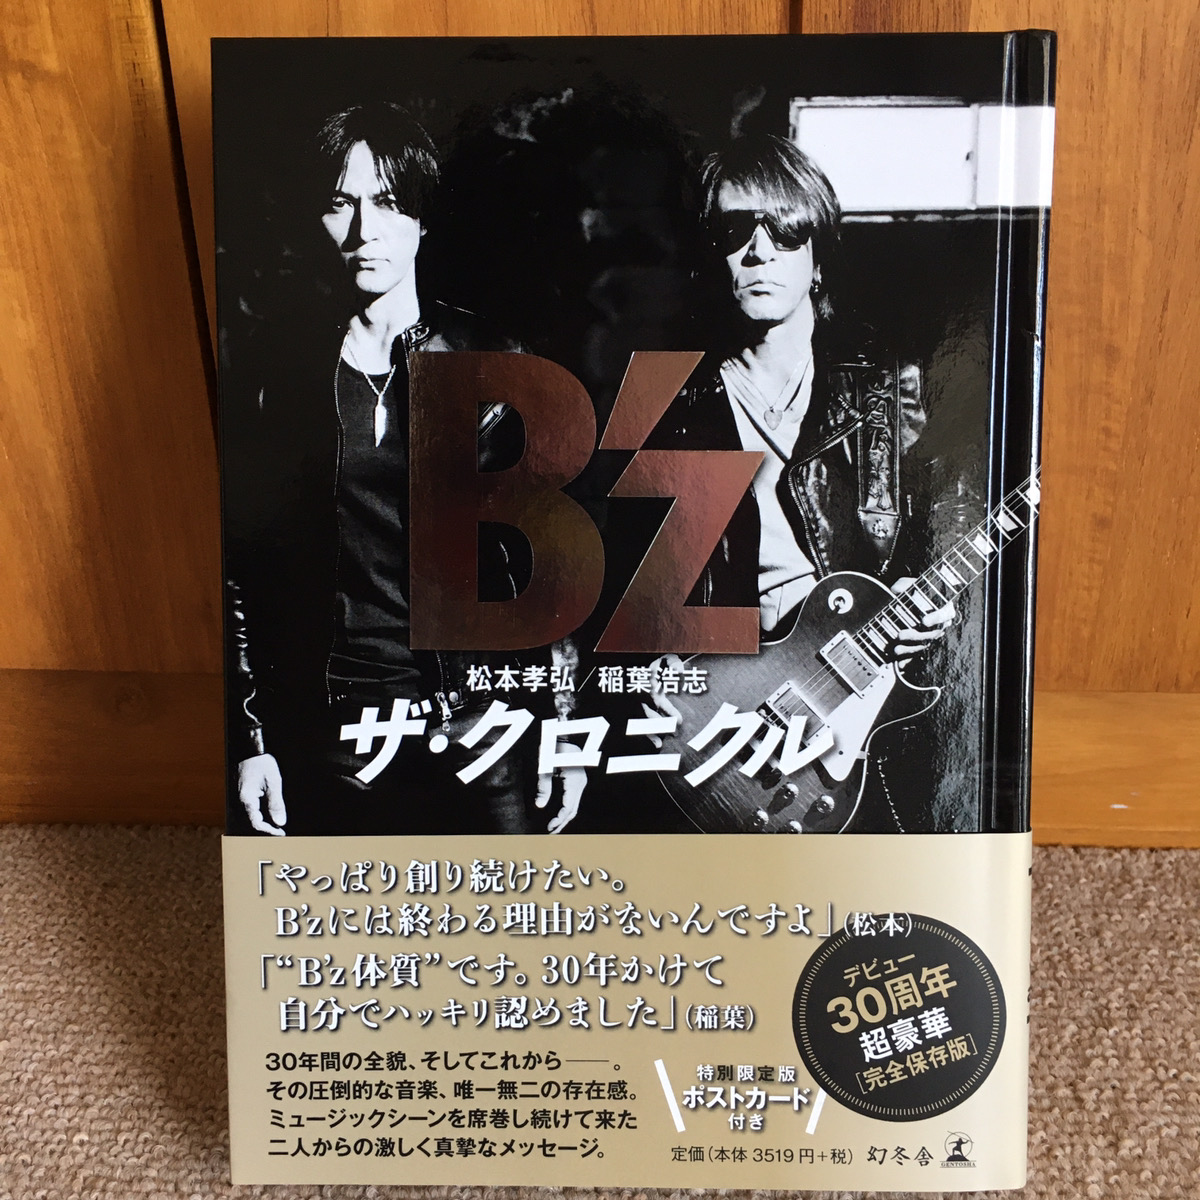 B'z
松本孝弘/稲葉浩志
ザ・クロニクル
「やっぱり創り続けたい。
B'zには終わる理由がないんですよ」(松本)
「“B'z体質”です。30年かけて
自分でハッキリ認めました」(稲葉)
30年間の全貌、そしてこれから——。
その圧倒的な音楽、唯一無二の存在感。
ミュージックシーンを席巻し続けて来た
二人からの激しく真摯なメッセージ。
デビュー
30周年
超豪華
[完全保存版]
特別限定版
ポストカード
付き
定価(本体3519円+税) 幻冬舎 GENTOSHA